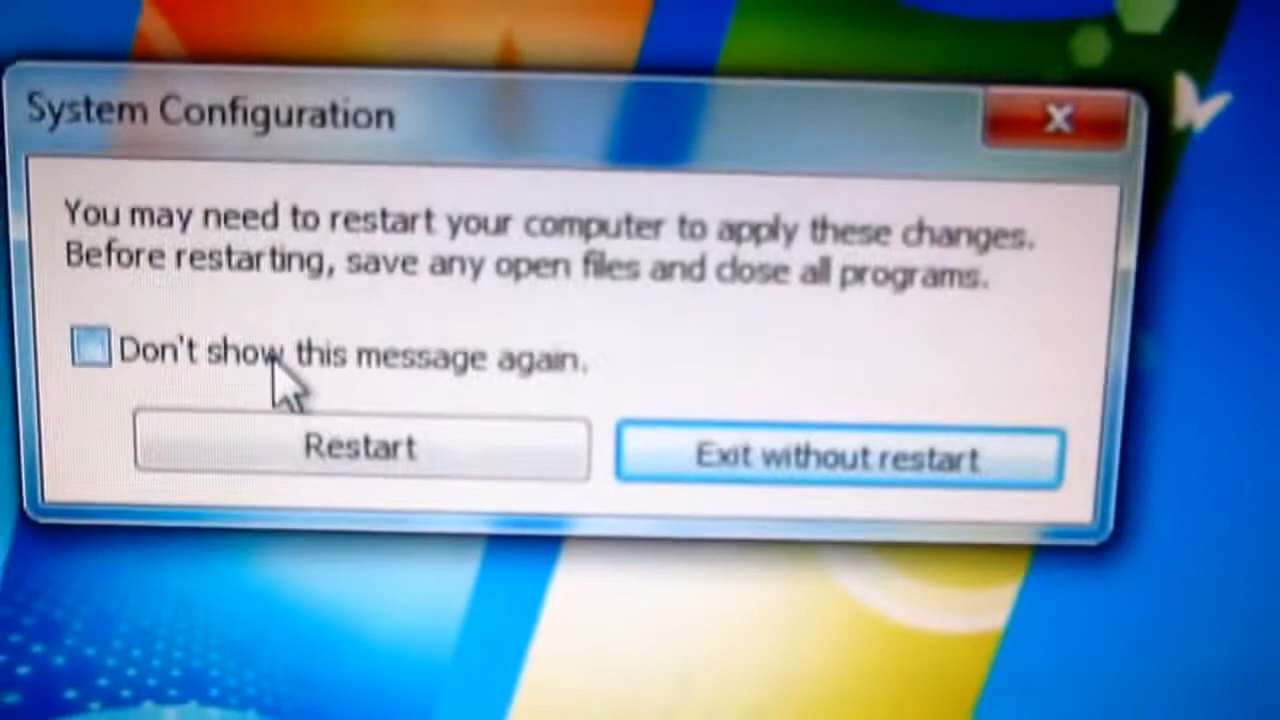 System Configuration
You may need to restart your computer to apply these changes.
Before restarting, save any open files and close all programs.
Don't show this message again.
Restart
Exit without restart